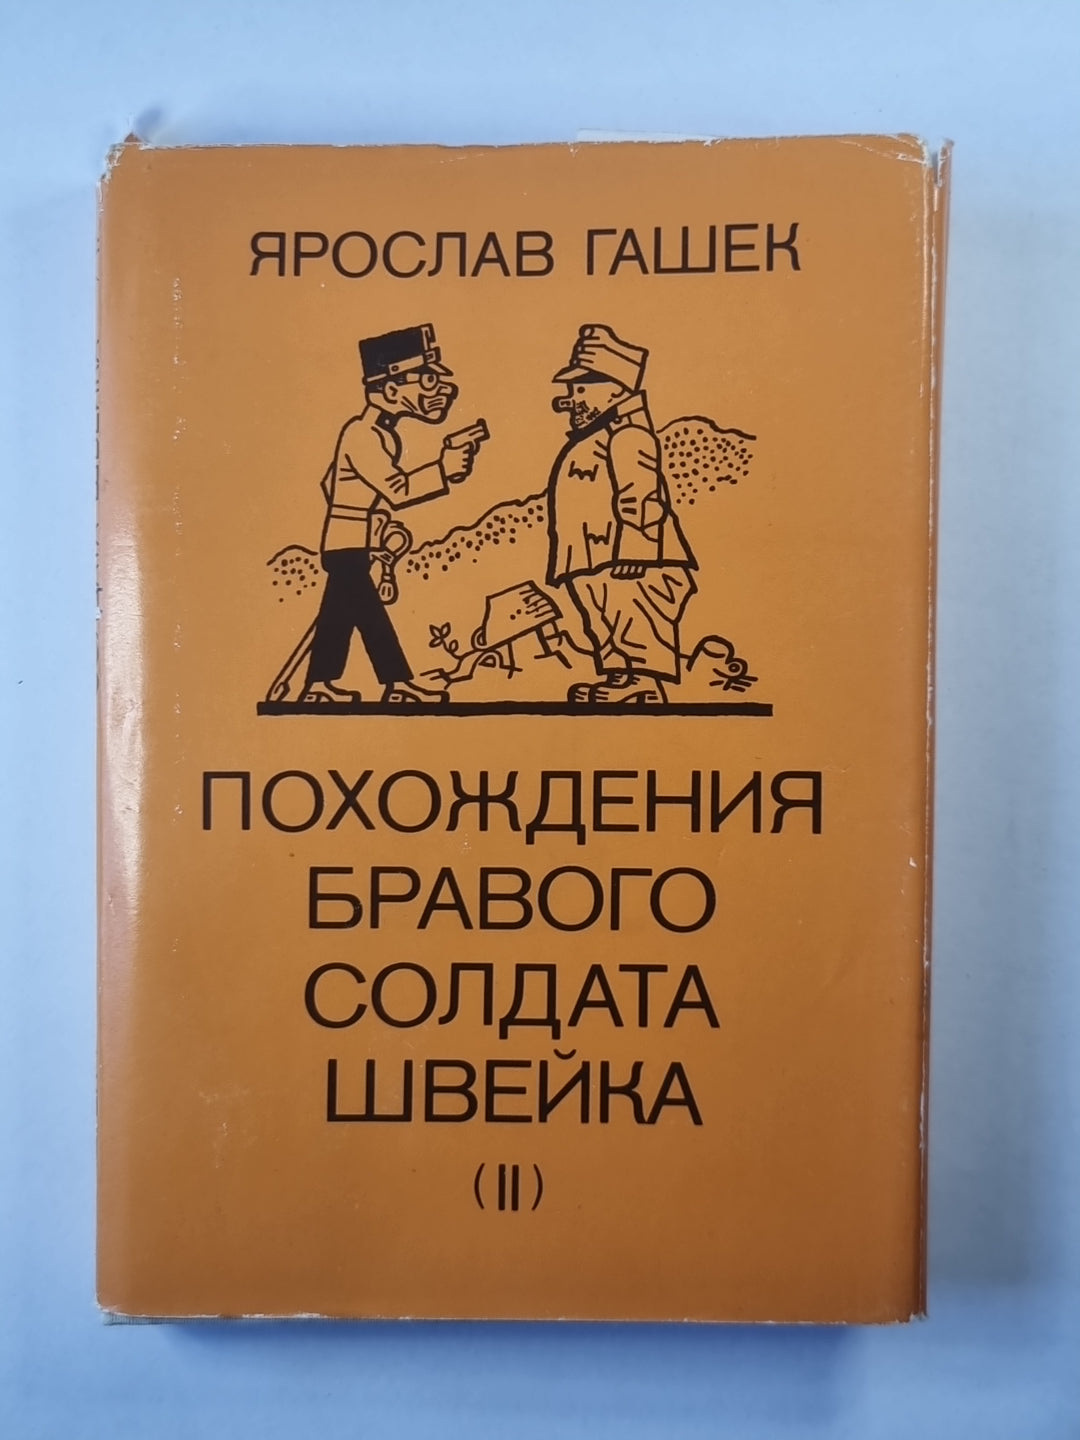 ЯРОСЛАВ ГАШЕК
ПОХОЖДЕНИЯ
БРАВОГО
СОЛДАТА
ШВЕЙКА
(II)